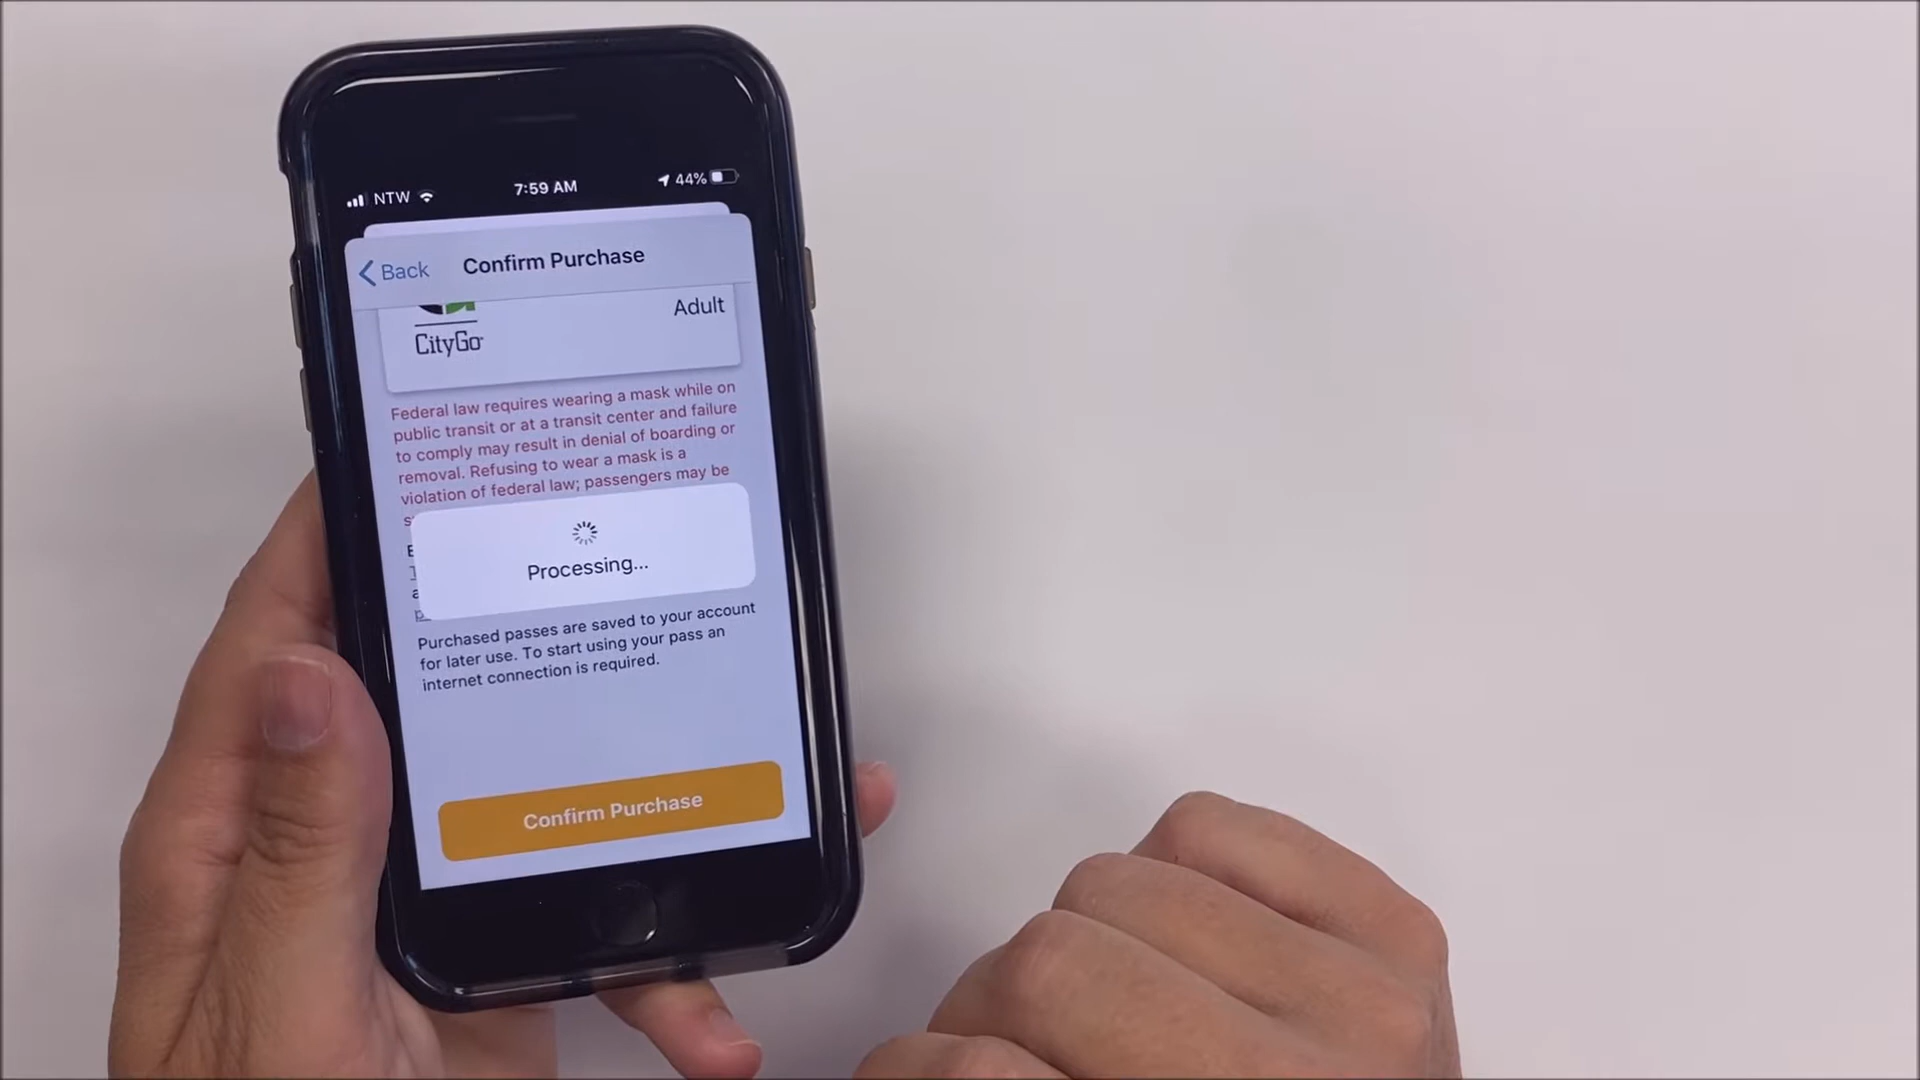 NTW
7:59 AM
44%
Back
Confirm Purchase
Adult
CityGo
Federal law requires wearing a mask while on
public transit or at a transit center and failure
to comply may result in denial of boarding or
removal. Refusing to wear a mask is a
violation of federal law; passengers may be
Processing...
Purchased passes are saved to your account
for later use. To start using your pass an
internet connection is required.
Confirm Purchase